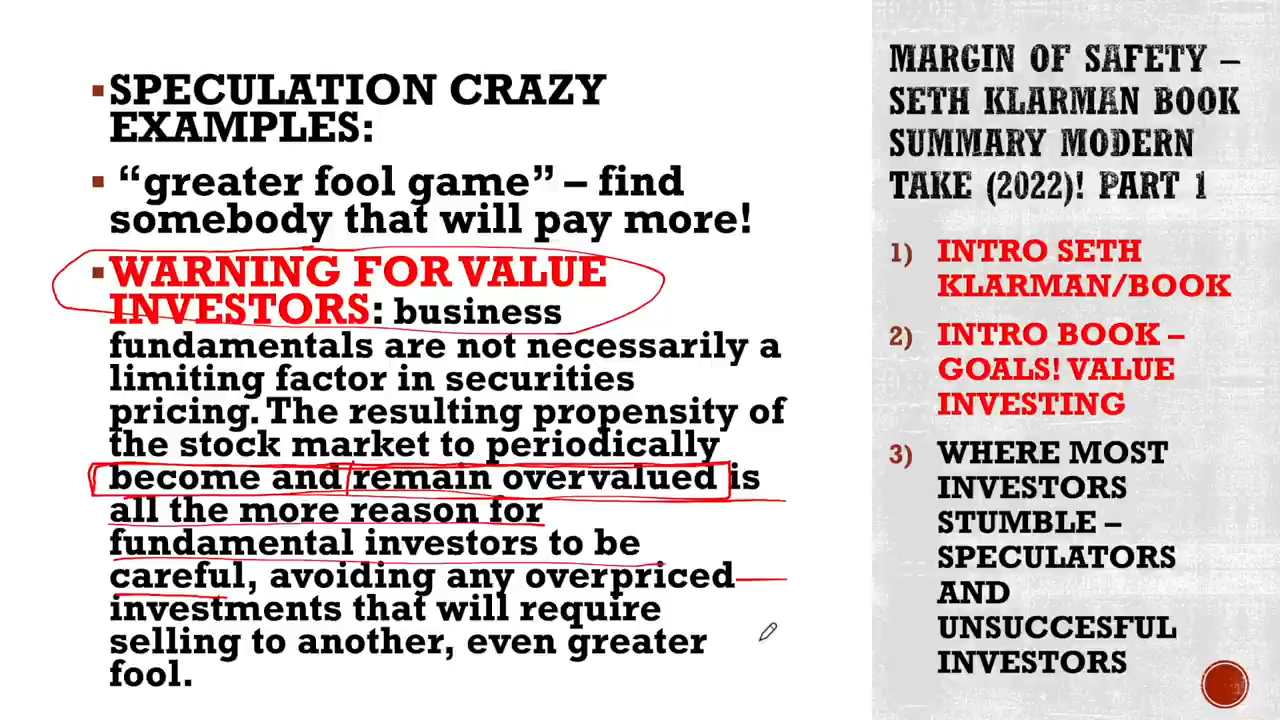 SPECULATION CRAZY
EXAMPLES:
“greater fool game” – find
somebody that will pay more!
WARNING FOR VALUE
INVESTORS: business
fundamentals are not necessarily a
limiting factor in securities
pricing. The resulting propensity of
the stock market to periodically
become and remain overvalued is
all the more reason for
fundamental investors to be
careful, avoiding any overpriced
investments that will require
selling to another, even greater
fool.
MARGIN OF SAFETY –
SETH KLARMAN BOOK
SUMMARY MODERN
TAKE (2022)! PART 1
1) INTRO SETH
KLARMAN/BOOK
2) INTRO BOOK –
GOALS! VALUE
INVESTING
3) WHERE MOST
INVESTORS
STUMBLE –
SPECULATORS
AND
UNSUCCESFUL
INVESTORS